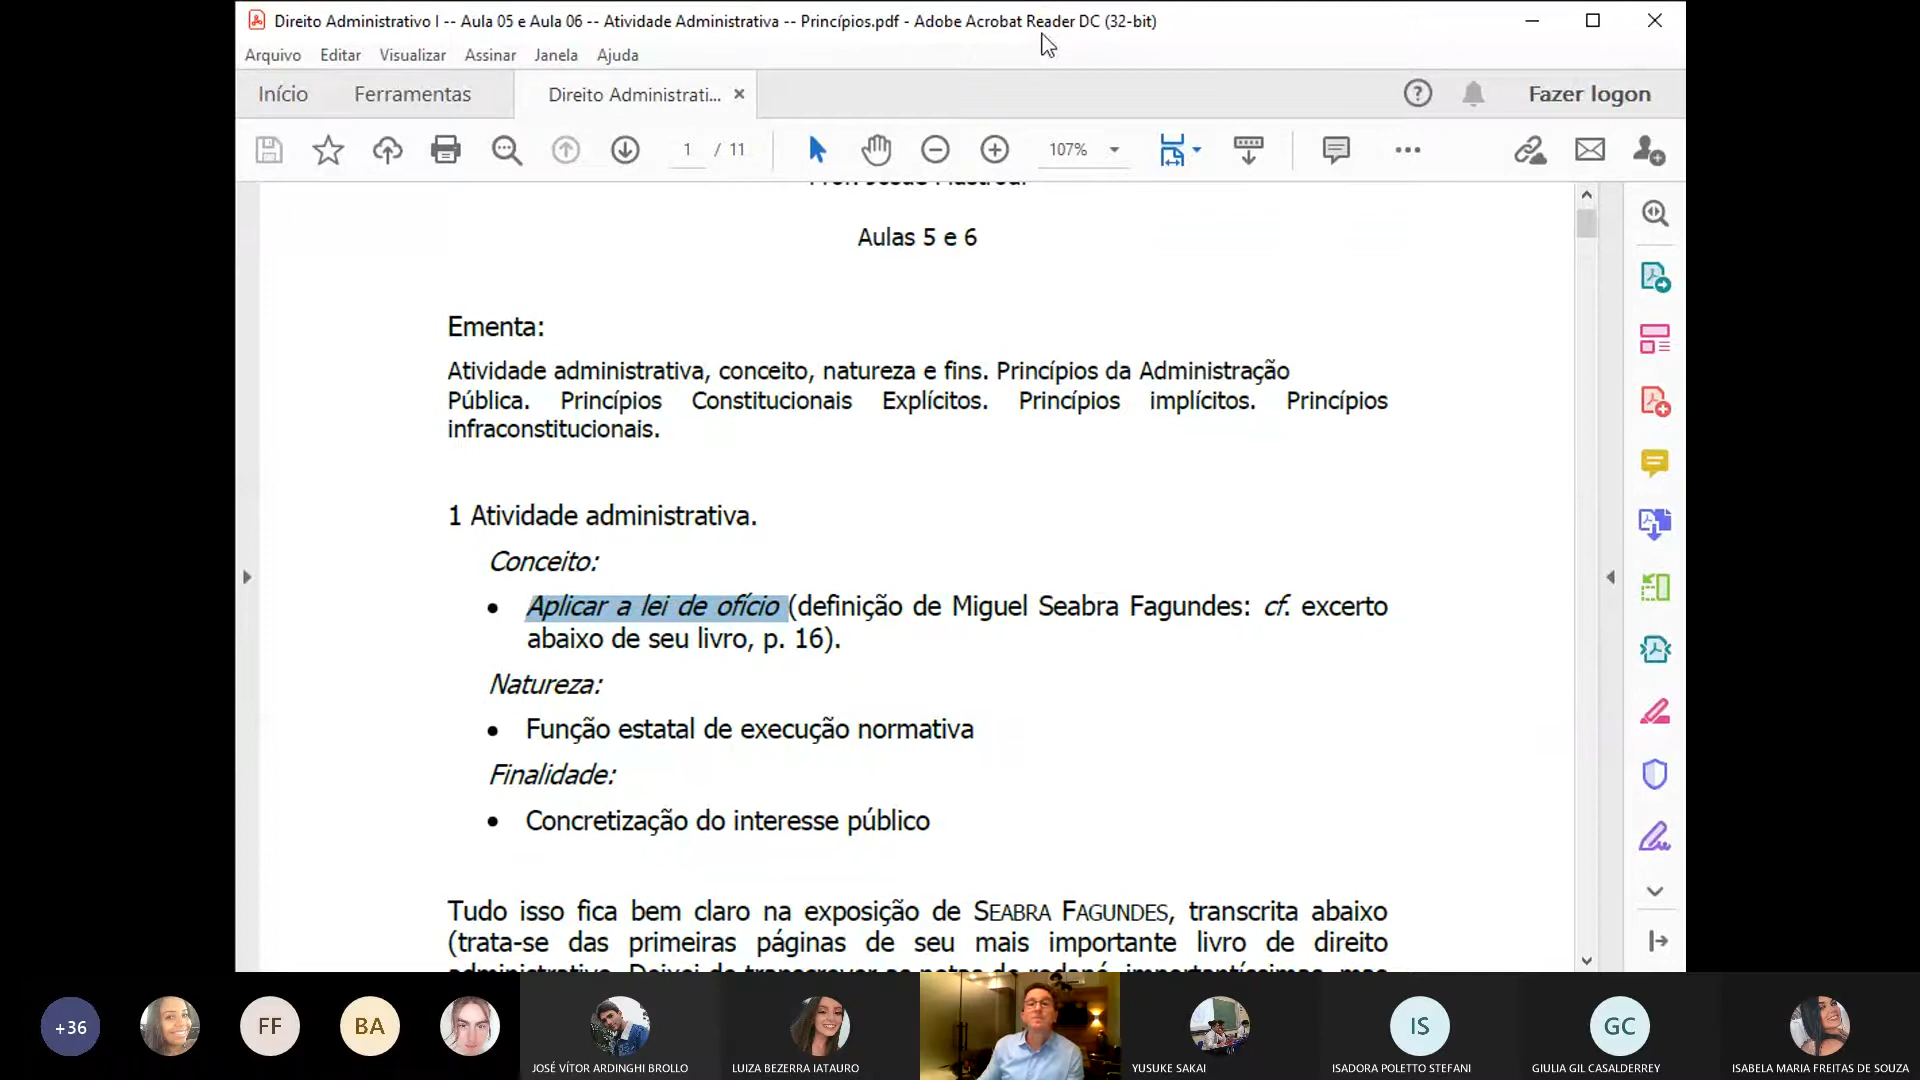 Direito Administrativo I -- Aula 05 e Aula 06 -- Atividade Administrativa -- Princípios.pdf - Adobe Acrobat Reader DC (32-bit)
Arquivo Editar Visualizar Assinar Janela Ajuda
Início Ferramentas Direito Administrati... Fazer logon
1 / 11 107%
Aulas 5 e 6
Ementa:
Atividade administrativa, conceito, natureza e fins. Princípios da Administração
Pública. Princípios Constitucionais Explícitos. Princípios implícitos. Princípios
infraconstitucionais.
1 Atividade administrativa.
Conceito:
• Aplicar a lei de ofício (definição de Miguel Seabra Fagundes: cf. excerto
abaixo de seu livro, p. 16).
Natureza:
• Função estatal de execução normativa
Finalidade:
• Concretização do interesse público
Tudo isso fica bem claro na exposição de SEABRA FAGUNDES, transcrita abaixo
(trata-se das primeiras páginas de seu mais importante livro de direito
+36 FF BA IS GC
JOSÉ VÍTOR ARDINGHI BROLLO LUIZA BEZERRA IATAURO YUSUKE SAKAI ISADORA POLETTO STEFANI GIULIA GIL CASALDERREY ISABELA MARIA FREITAS DE SOUZA